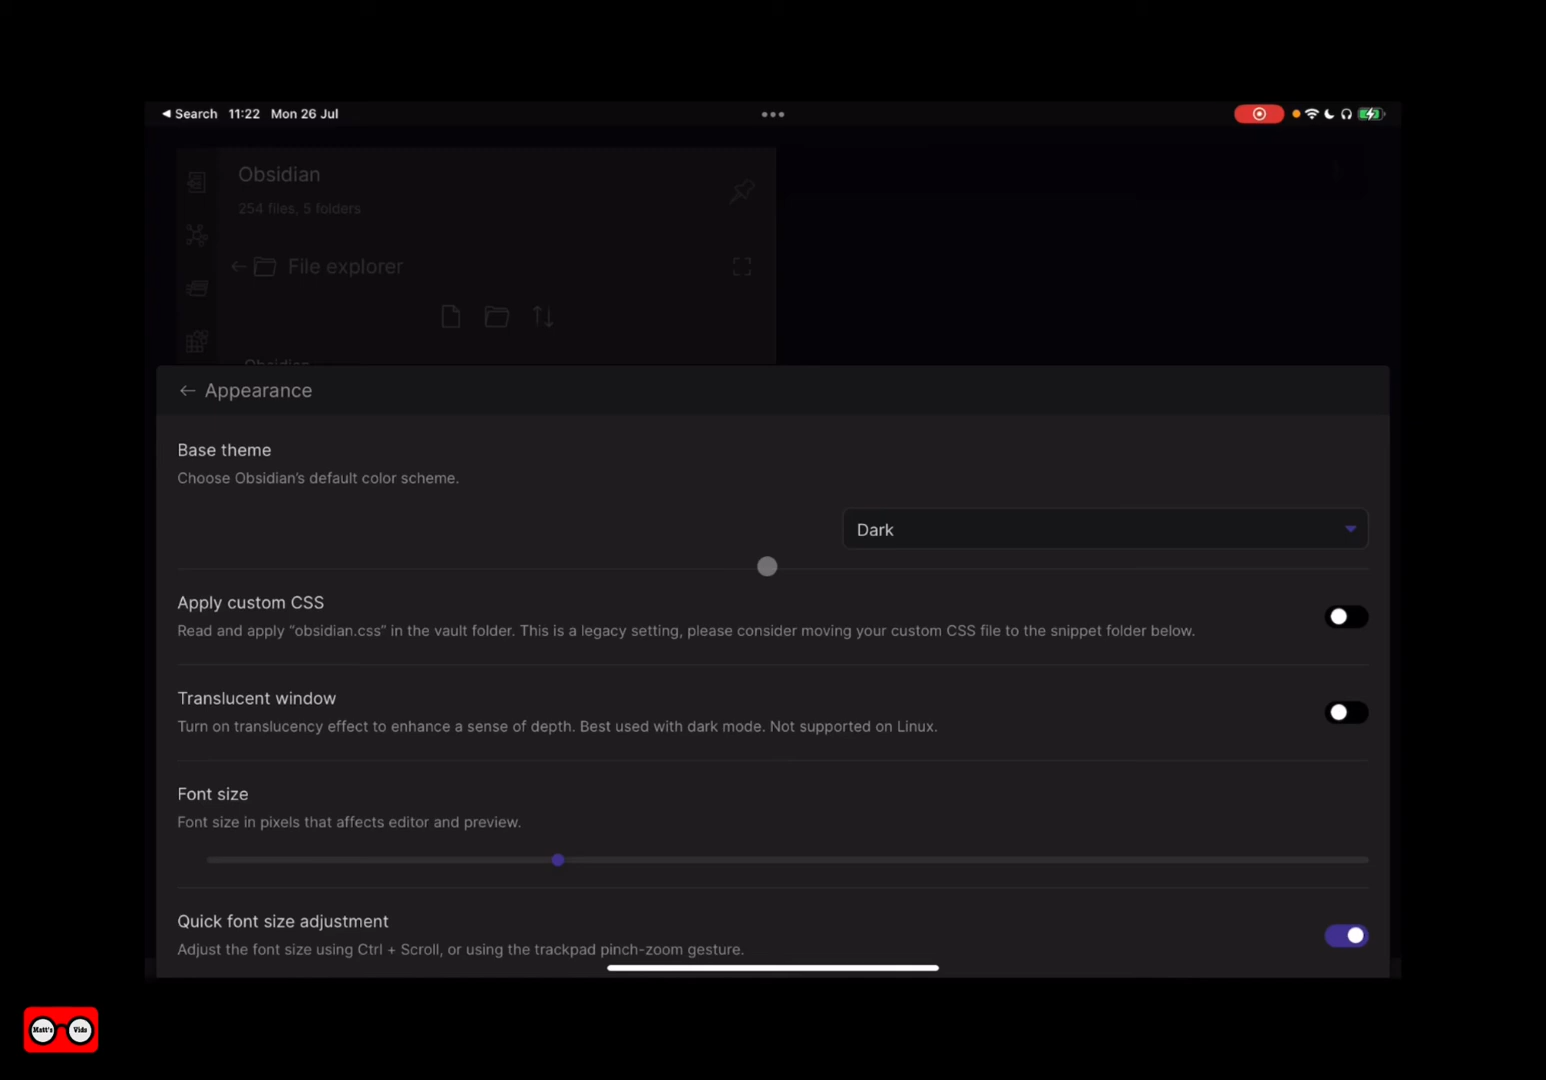 ◀ Search 11:22 Mon 26 Jul
Obsidian
254 files, 5 folders
File explorer
Obsidian
Appearance
Base theme
Choose Obsidian’s default color scheme.
Dark
Apply custom CSS
Read and apply “obsidian.css” in the vault folder. This is a legacy setting, please consider moving your custom CSS file to the snippet folder below.
Translucent window
Turn on translucency effect to enhance a sense of depth. Best used with dark mode. Not supported on Linux.
Font size
Font size in pixels that affects editor and preview.
Quick font size adjustment
Adjust the font size using Ctrl + Scroll, or using the trackpad pinch-zoom gesture.
Matt's Vids